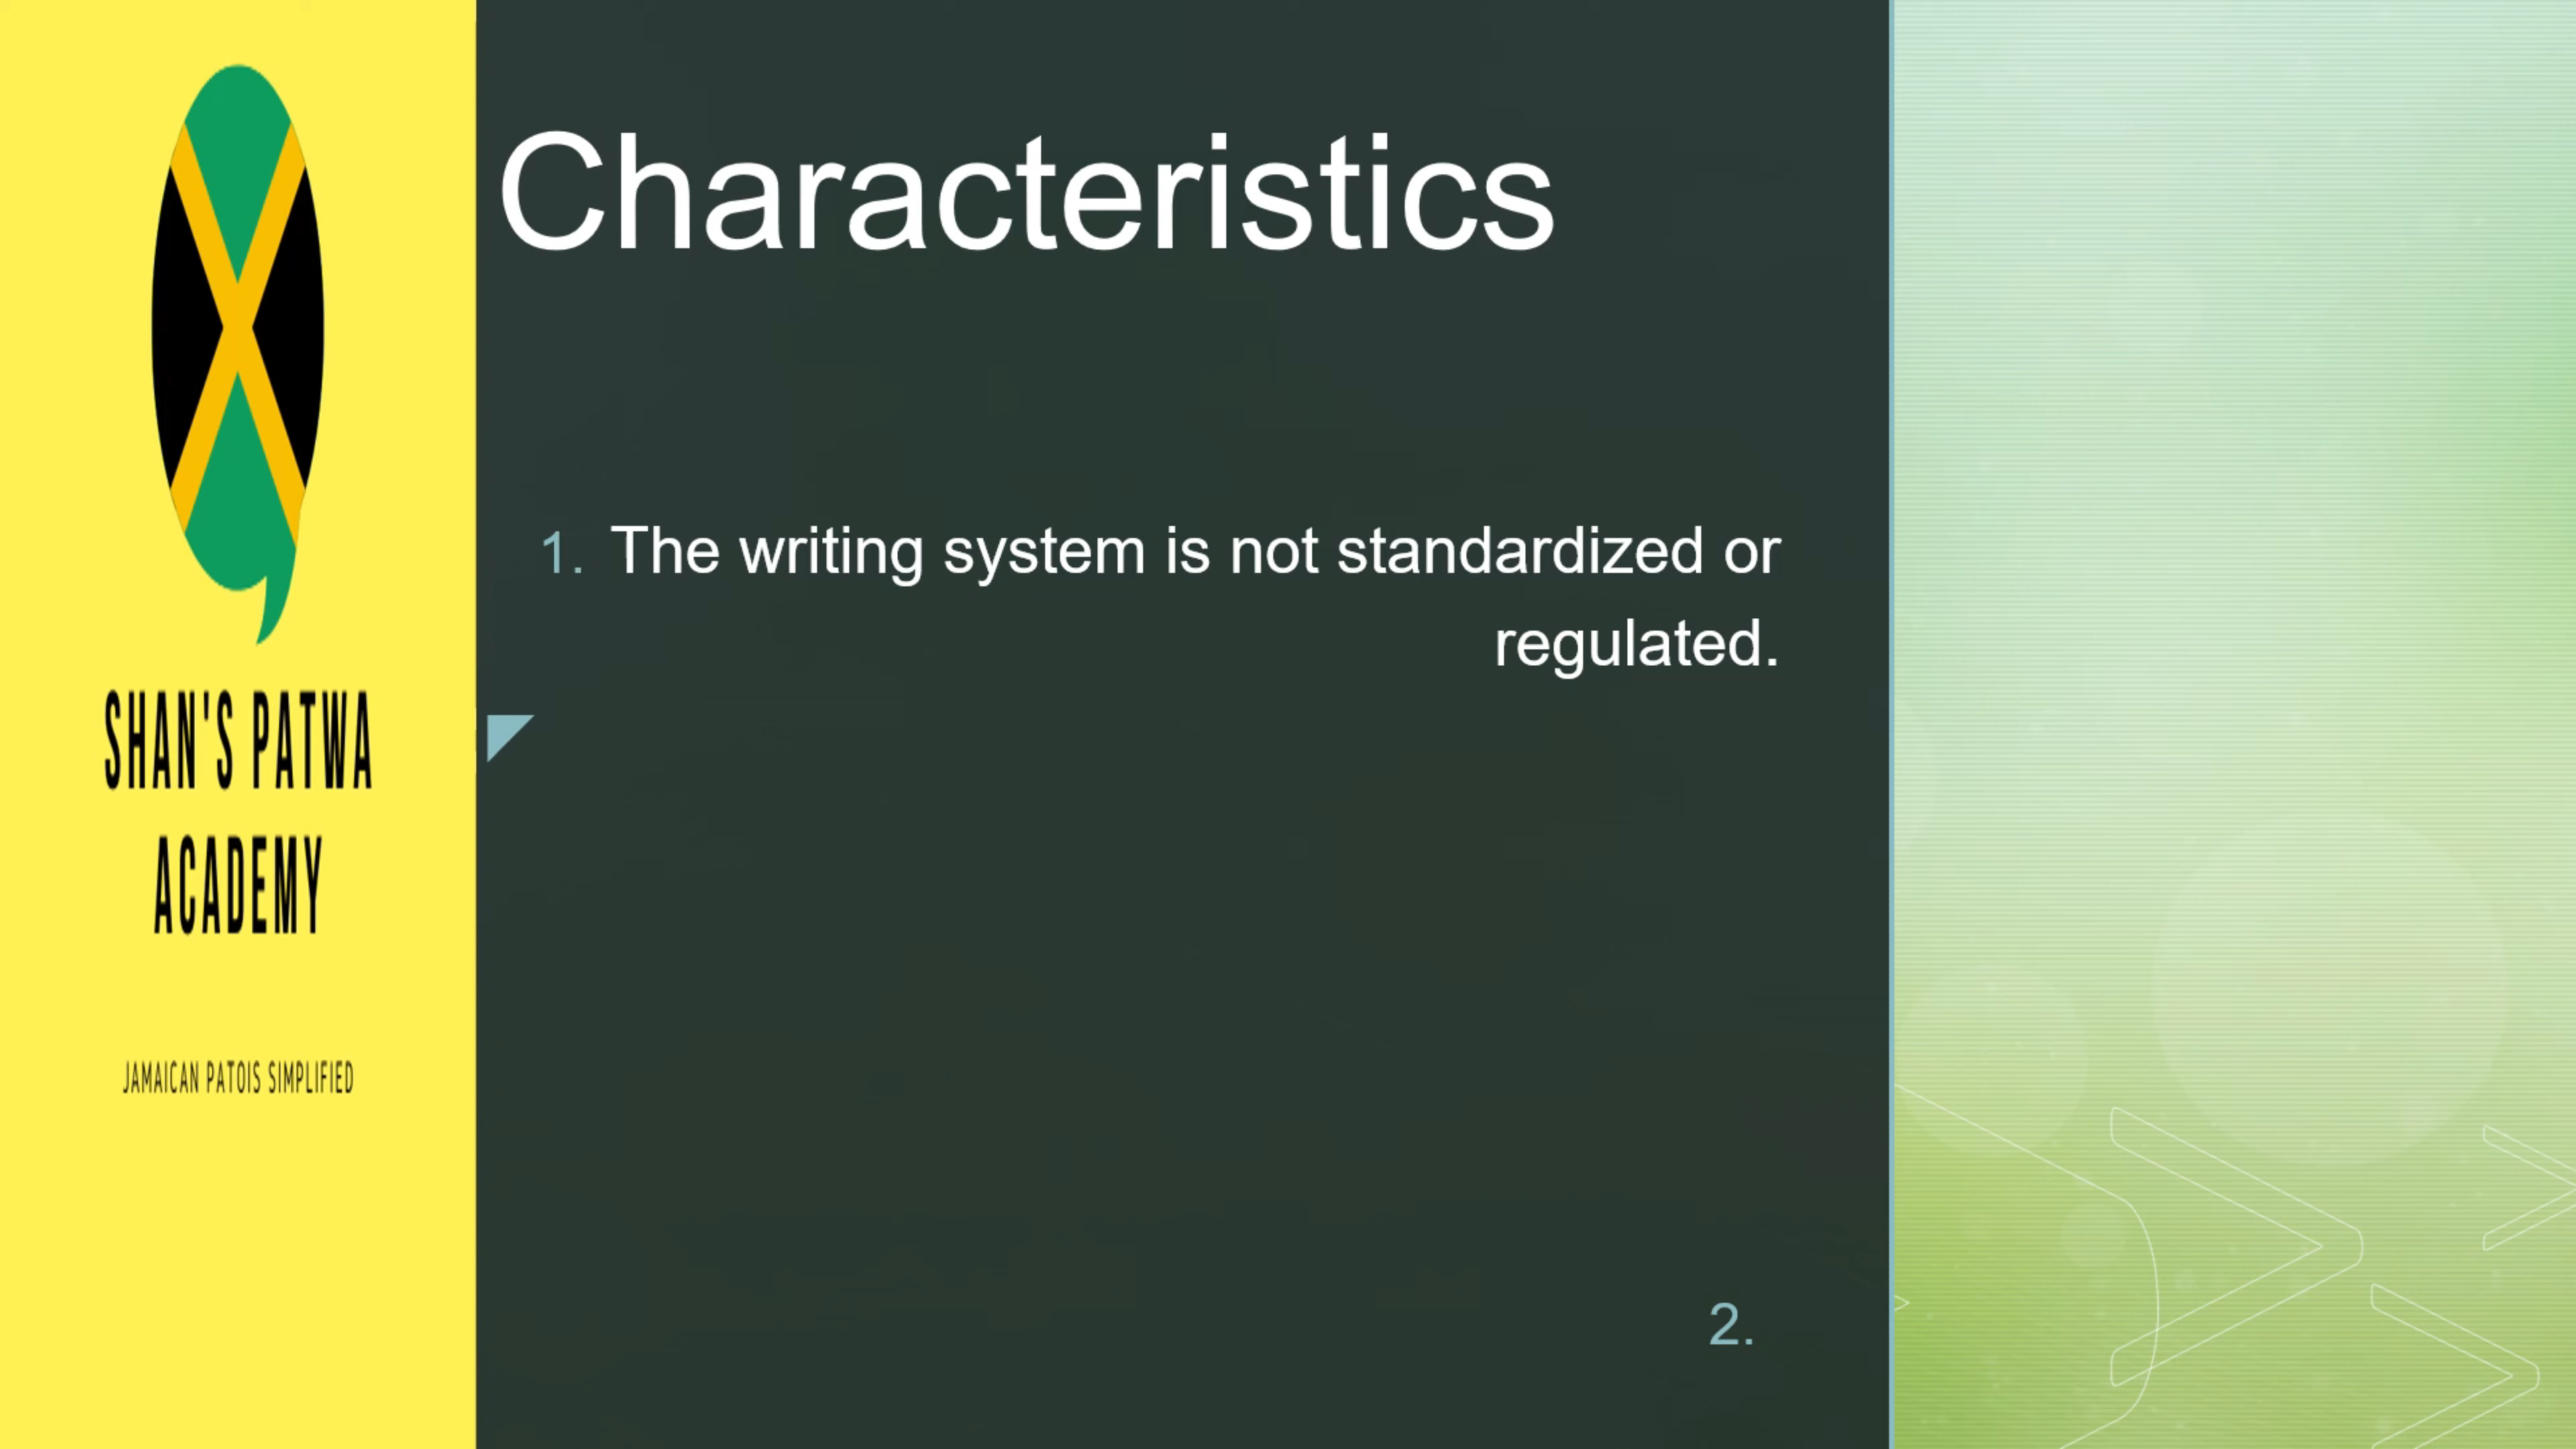 Characteristics
1. The writing system is not standardized or
regulated.
2.
SHAN'S PATWA
ACADEMY
JAMAICAN PATOIS SIMPLIFIED